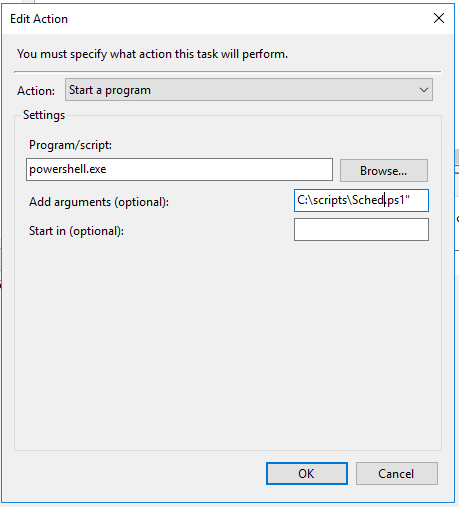 Edit Action
You must specify what action this task will perform.
Action: Start a program
Settings
Program/script:
powershell.exe Browse...
Add arguments (optional): C:\scripts\Sched.ps1"
Start in (optional):
OK Cancel